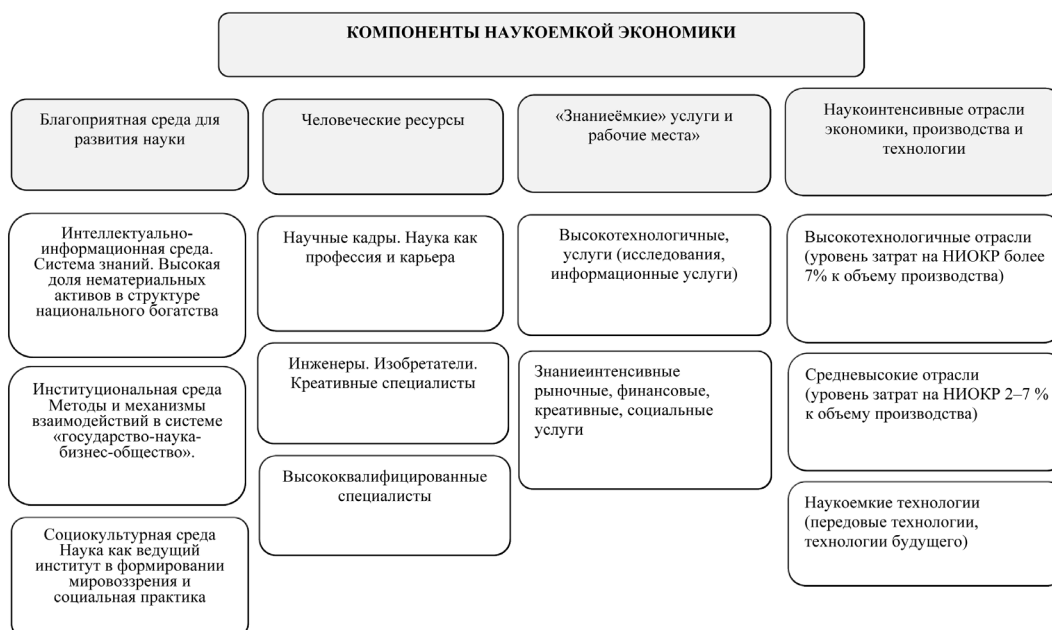 КОМПОНЕНТЫ НАУКОЕМКОЙ ЭКОНОМИКИ
Благоприятная среда для
развития науки
Интеллектуально-
информационная среда.
Система знаний. Высокая
доля нематериальных
активов в структуре
национального богатства
Институциональная среда
Методы и механизмы
взаимодействий в системе
«государство-наука-
бизнес-общество».
Социокультурная среда
Наука как ведущий
институт в формировании
мировоззрения и
социальная практика
Человеческие ресурсы
Научные кадры. Наука как
профессия и карьера
Инженеры. Изобретатели.
Креативные специалисты
Высококвалифицированные
специалисты
«Знаниеёмкие» услуги и
рабочие места»
Высокотехнологичные,
услуги (исследования,
информационные услуги)
Знаниеинтенсивные
рыночные, финансовые,
креативные, социальные
услуги
Наукоинтенсивные отрасли
экономики, производства и
технологии
Высокотехнологичные отрасли
(уровень затрат на НИОКР более
7% к объему производства)
Средневысокие отрасли
(уровень затрат на НИОКР 2–7 %
к объему производства)
Наукоемкие технологии
(передовые технологии,
технологии будущего)